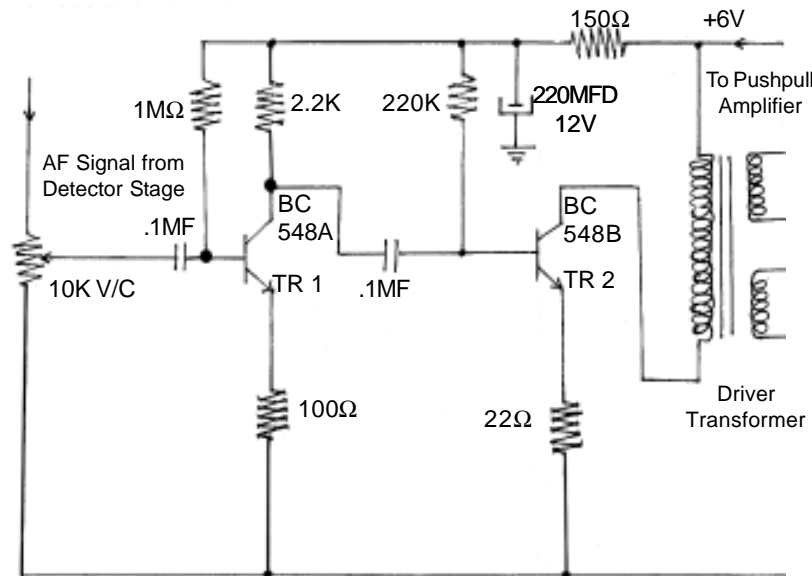 150Ω
+6V
To Pushpull
Amplifier
1MΩ
2.2K
220K
220MFD
12V
AF Signal from
Detector Stage
BC
548A
BC
548B
.1MF
10K V/C
TR 1
.1MF
TR 2
100Ω
22Ω
Driver
Transformer